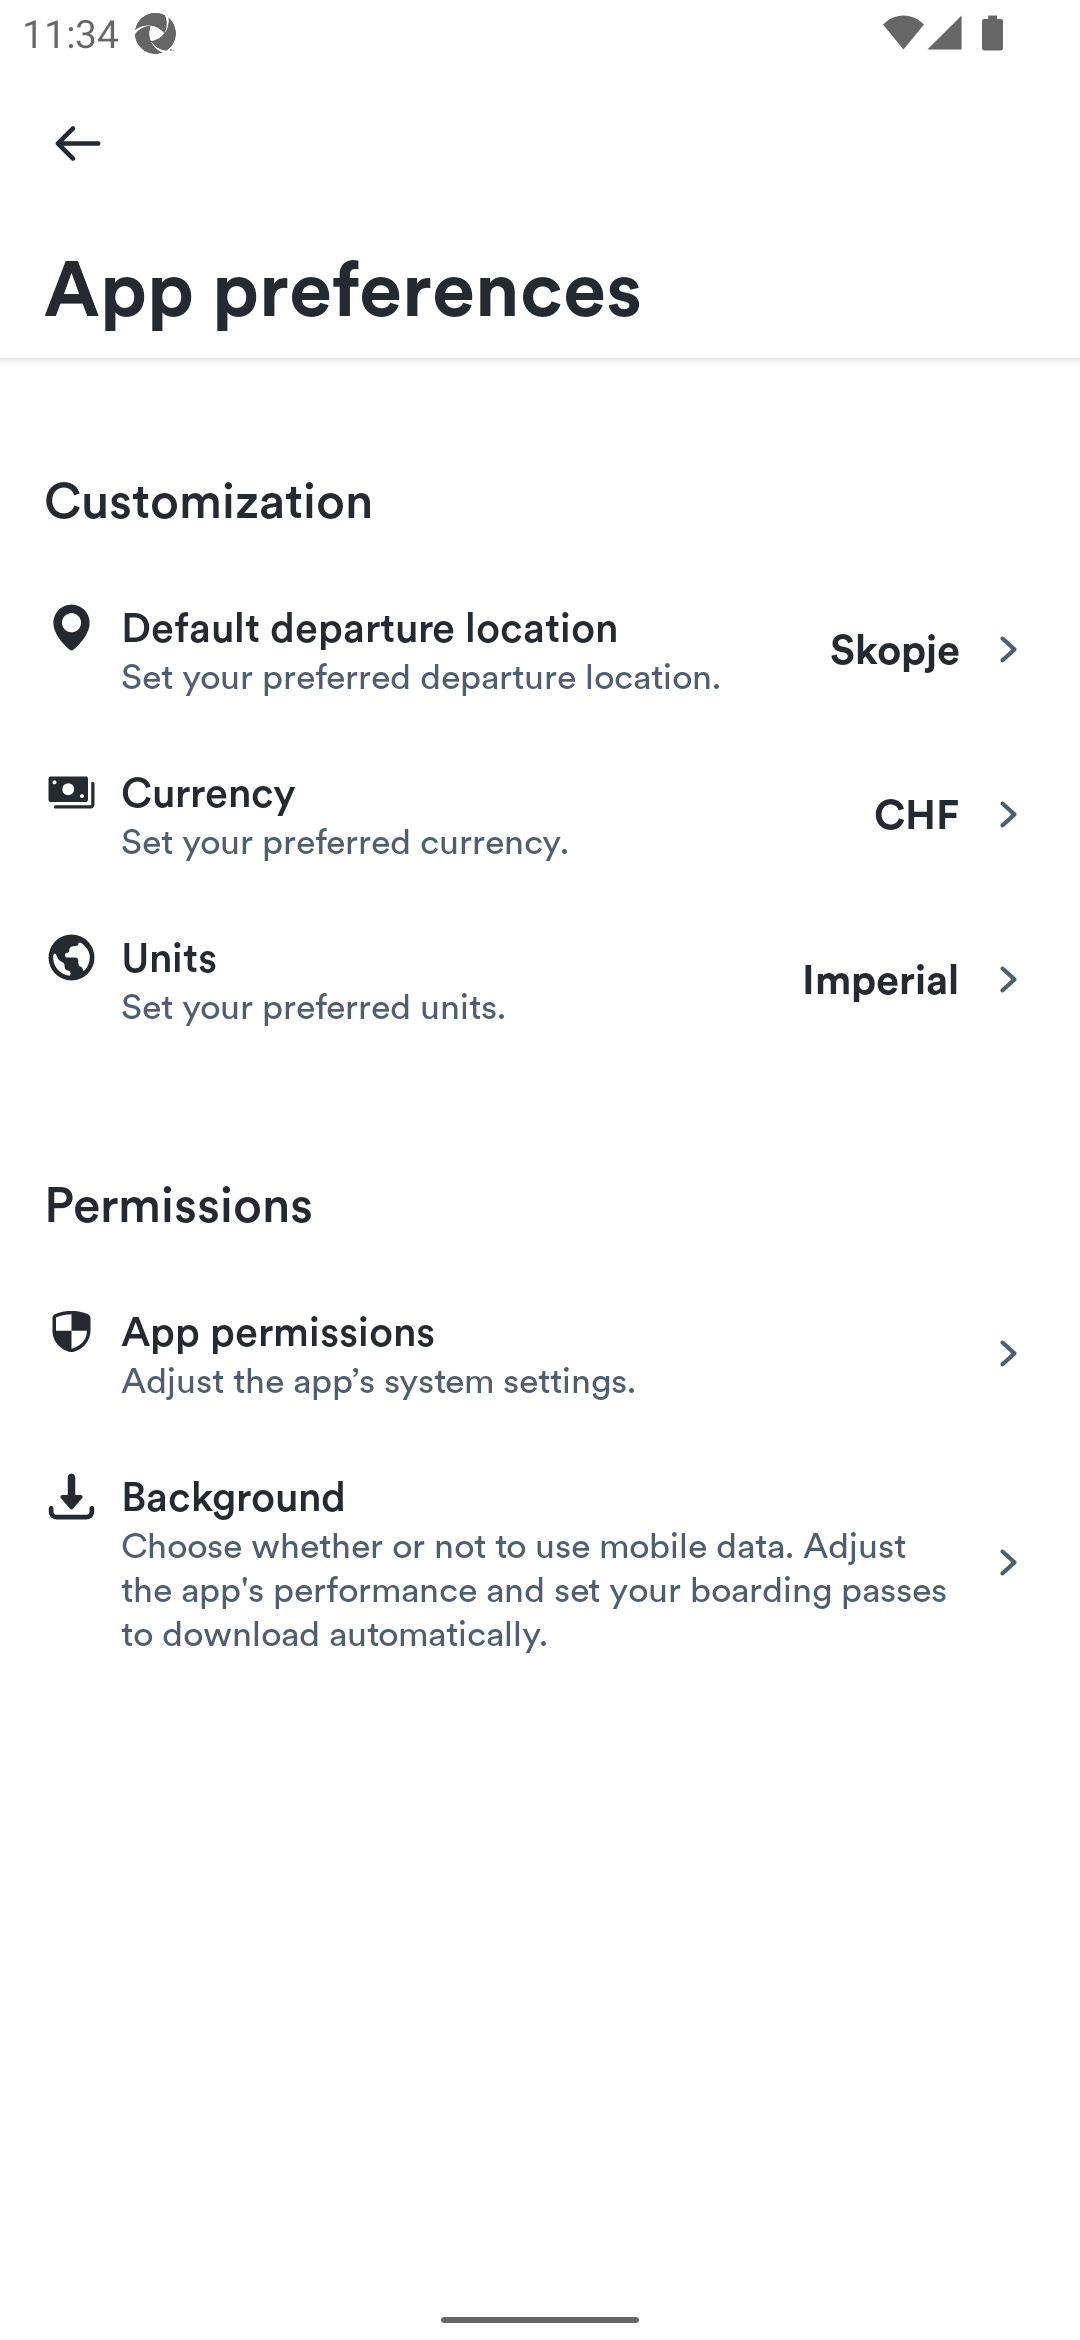 11:34
App preferences
Customization
Default departure location
Set your preferred departure location.
Skopje
Currency
Set your preferred currency.
CHF
Units
Set your preferred units.
Imperial
Permissions
App permissions
Adjust the app’s system settings.
Background
Choose whether or not to use mobile data. Adjust
the app's performance and set your boarding passes
to download automatically.